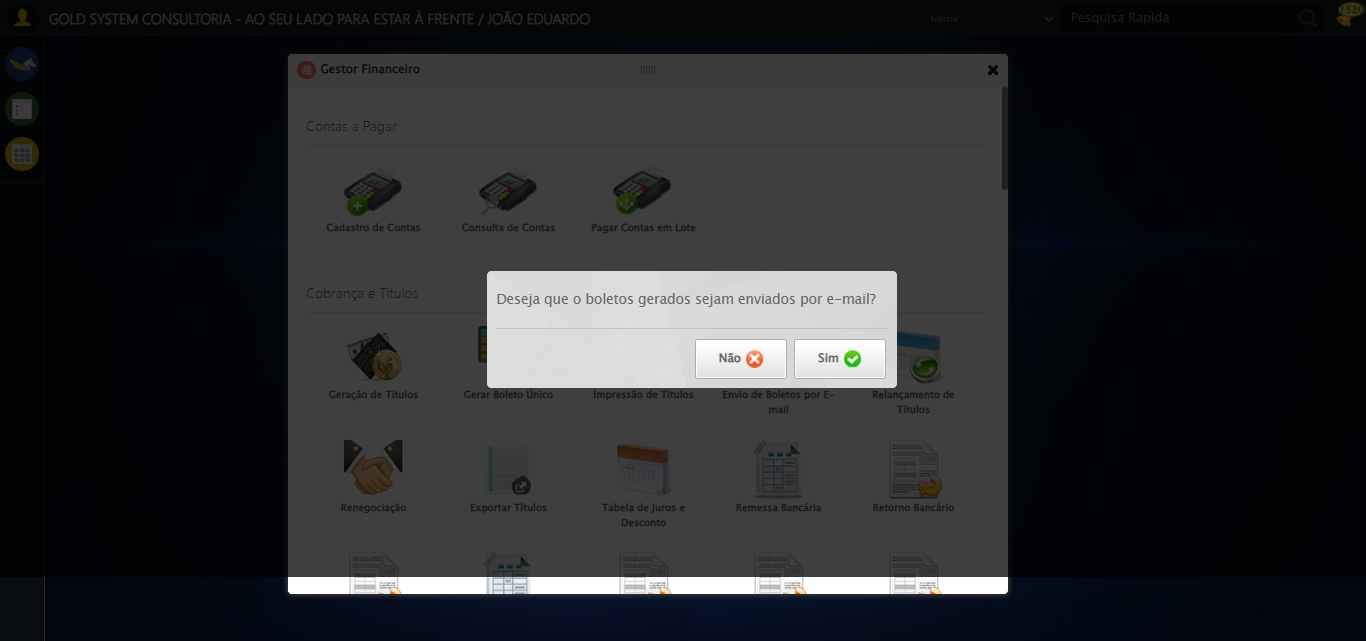 GOLD SYSTEM CONSULTORIA - AO SEU LADO PARA ESTAR À FRENTE / JOÃO EDUARDO
Nome
Pesquisa Rapida
Gestor Financeiro
Contas a Pagar
Cadastro de Contas
Consulta de Contas
Pagar Contas em Lote
Cobrança e Titulos
Deseja que o boletos gerados sejam enviados por e-mail?
Não
Sim
Geração de Títulos
Gerar Boleto Único
Impressão de Titulos
Envio de Boletos por E-
mail
Relançamento de
Títulos
Renegociação
Exportar Títulos
Tabela de Juros e
Desconto
Remessa Bancária
Retorno Bancário